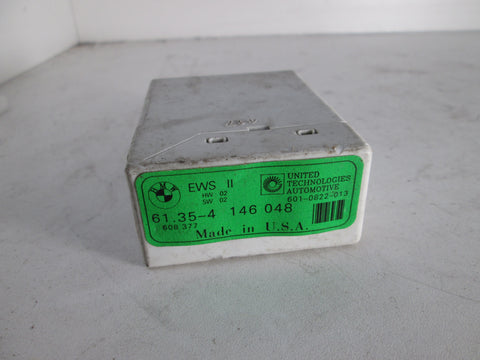 BMW
EWS II
HW 02
SW 02
UNITED
TECHNOLOGIES
AUTOMOTIVE
601-0822-013
61.35-4 146 048
608 377
Made in U.S.A.